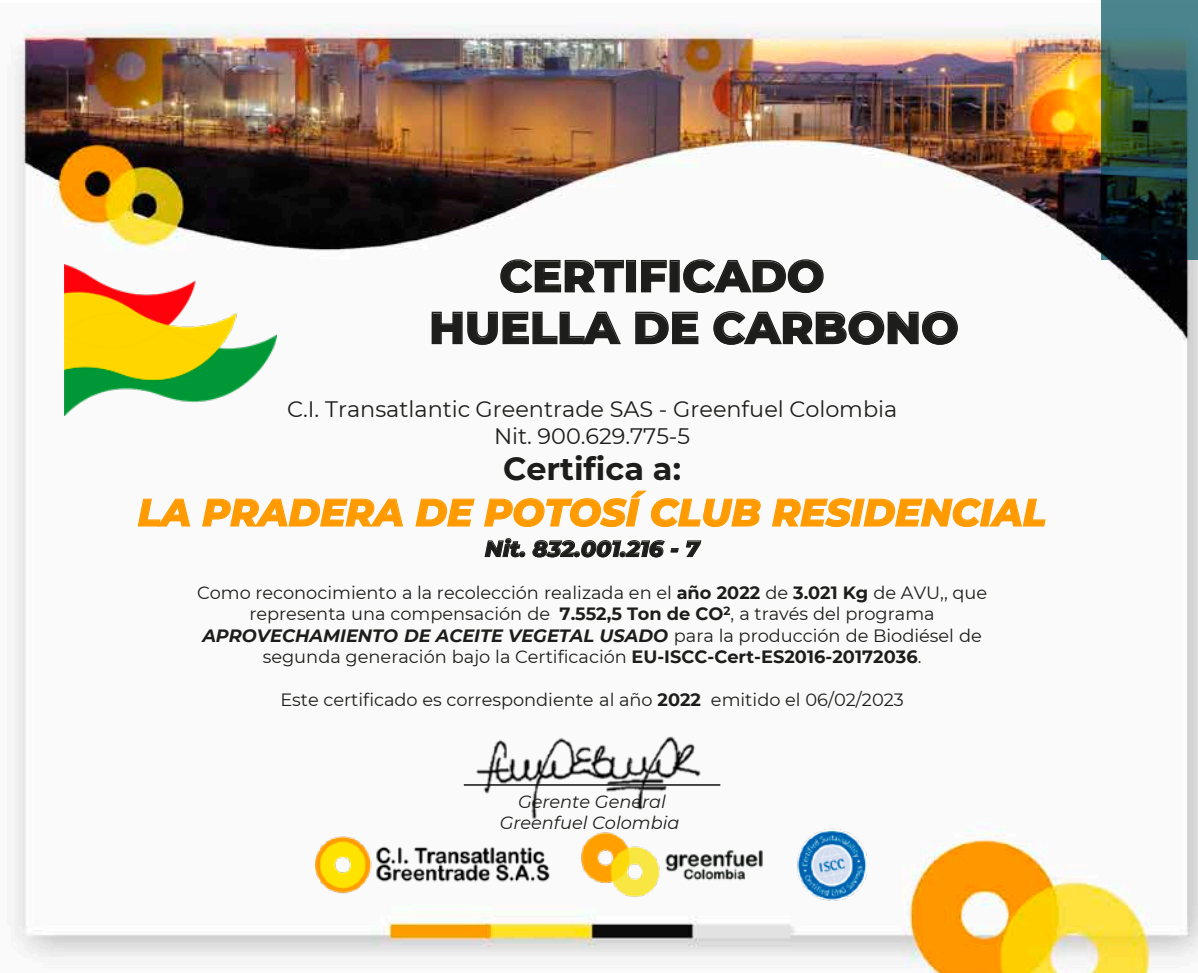 CERTIFICADO
HUELLA DE CARBONO
C.I. Transatlantic Greentrade SAS - Greenfuel Colombia
Nit. 900.629.775-5
Certifica a:
LA PRADERA DE POTOSÍ CLUB RESIDENCIAL
Nit. 832.001.216 - 7
Como reconocimiento a la recolección realizada en el año 2022 de 3.021 Kg de AVU,, que
representa una compensación de 7.552,5 Ton de CO², a través del programa
APROVECHAMIENTO DE ACEITE VEGETAL USADO para la producción de Biodiésel de
segunda generación bajo la Certificación EU-ISCC-Cert-ES2016-20172036.
Este certificado es correspondiente al año 2022 emitido el 06/02/2023
Gerente General
Greenfuel Colombia
C.I. Transatlantic
Greentrade S.A.S
greenfuel
Colombia
Certified Sustainability
ISCC